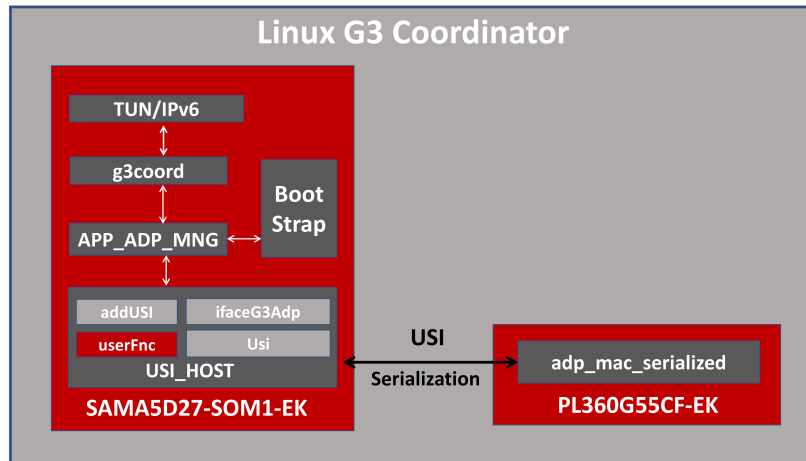 Linux G3 Coordinator
TUN/IPv6
g3coord
Boot
Strap
APP_ADP_MNG
addUSI
ifaceG3Adp
userFnc
Usi
USI_HOST
SAMA5D27-SOM1-EK
USI
Serialization
adp_mac_serialized
PL360G55CF-EK